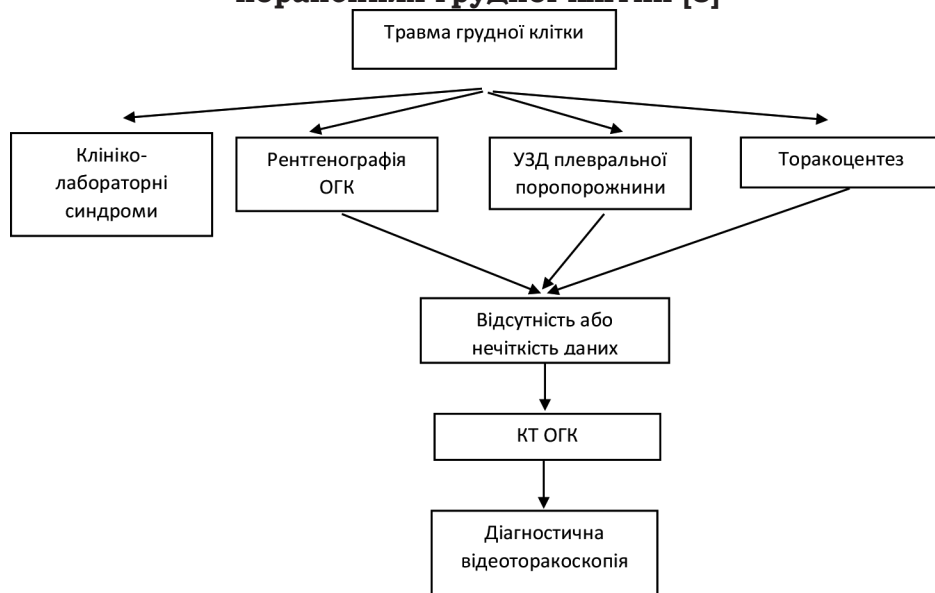 [8]
Травма грудної клітки
Клініко-
лабораторні
синдроми
Рентгенографія
ОГК
УЗД плевральної
поропорожнини
Торакоцентез
Відсутність або
нечіткість даних
КТ ОГК
Діагностична
відеоторакоскопія